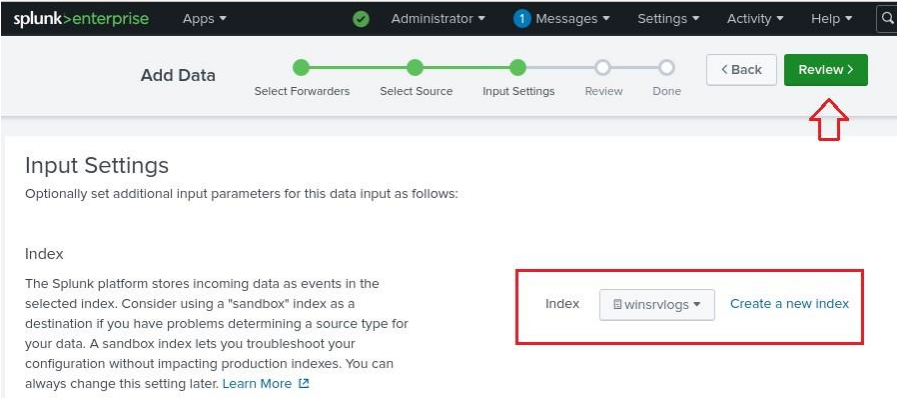 splunk>enterprise Apps ▾ Administrator ▾ 1 Messages ▾ Settings ▾ Activity ▾ Help ▾
Add Data
Select Forwarders Select Source Input Settings Review Done
< Back Review >
Input Settings
Optionally set additional input parameters for this data input as follows:
Index
The Splunk platform stores incoming data as events in the
selected index. Consider using a "sandbox" index as a
destination if you have problems determining a source type for
your data. A sandbox index lets you troubleshoot your
configuration without impacting production indexes. You can
always change this setting later. Learn More
Index winsrvlogs ▾ Create a new index